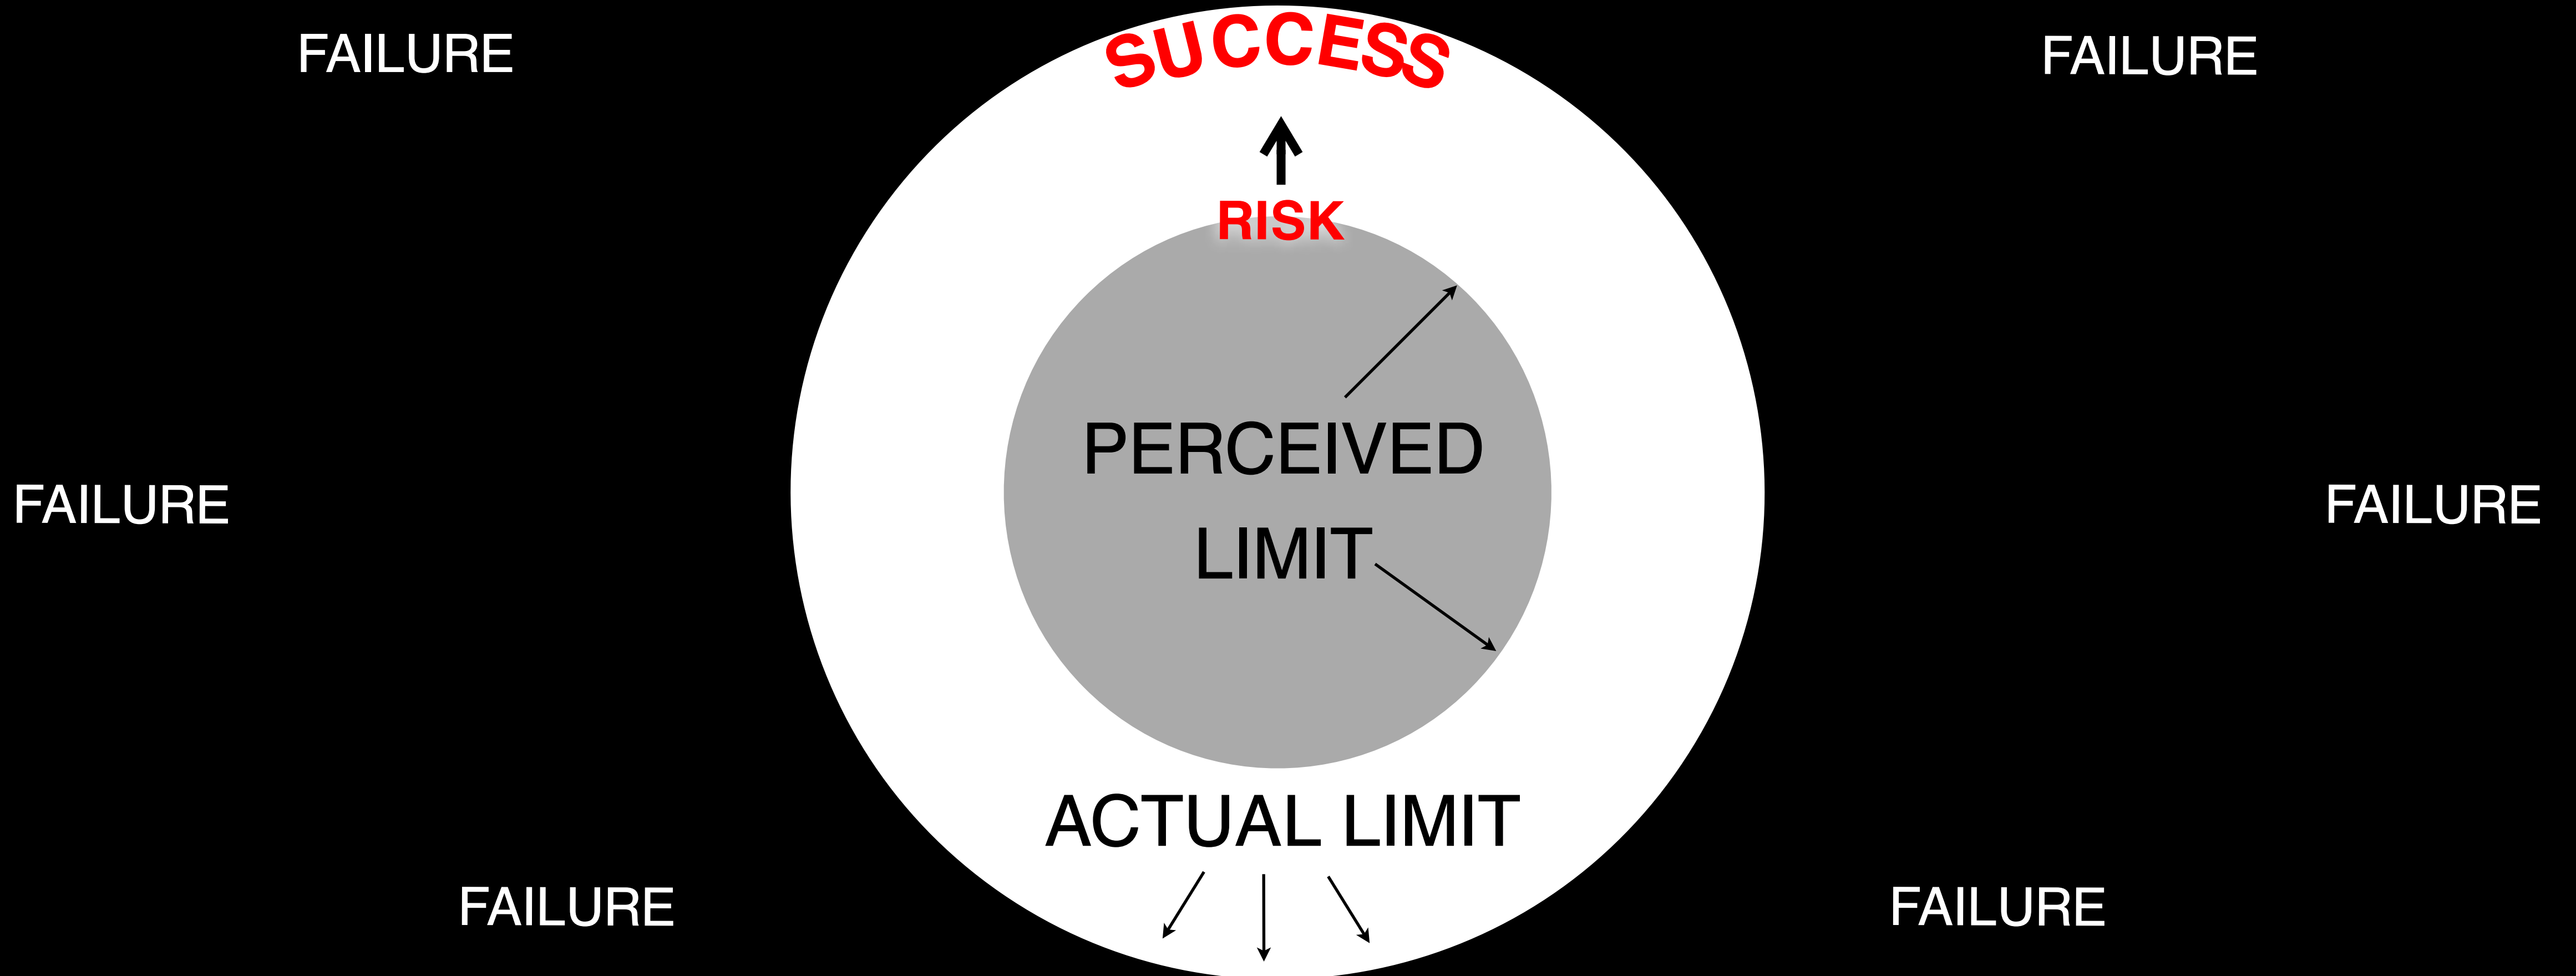 SUCCESS
FAILURE
FAILURE
RISK
PERCEIVED
LIMIT
FAILURE
FAILURE
ACTUAL LIMIT
FAILURE
FAILURE